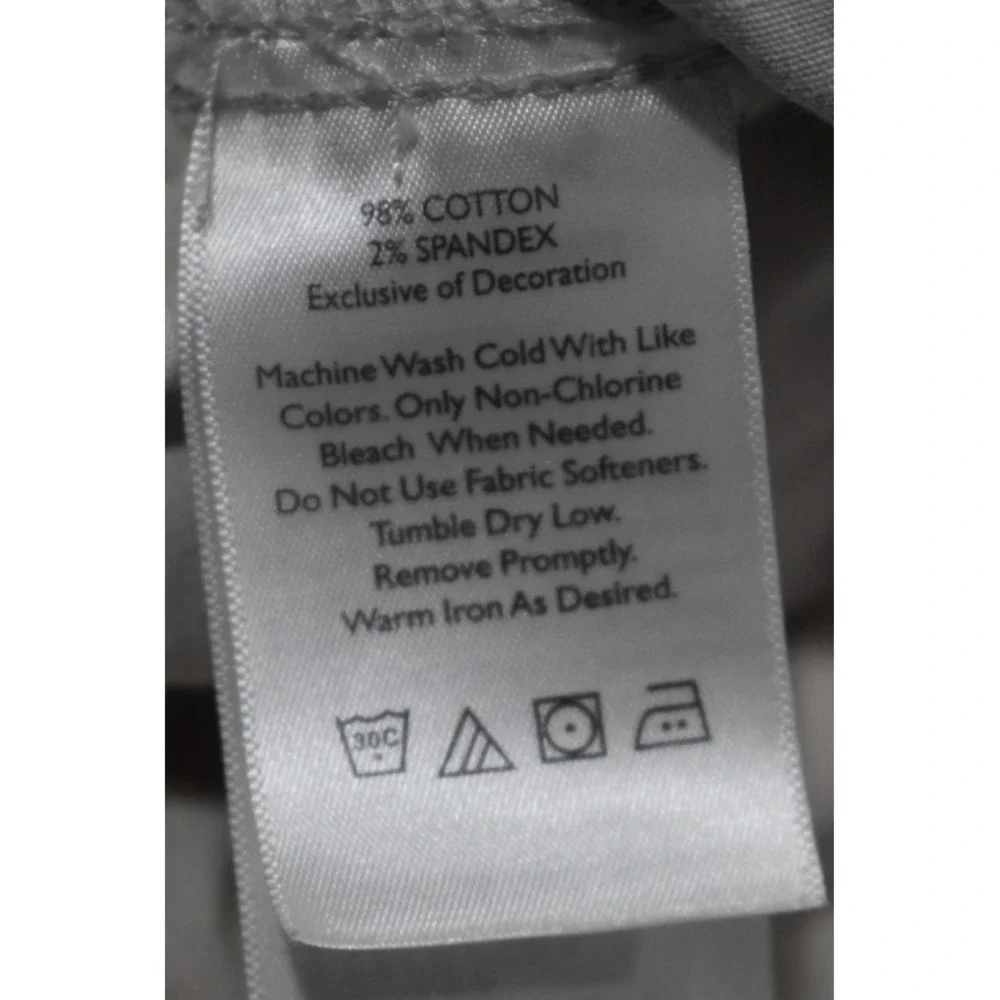 98% COTTON
2% SPANDEX
Exclusive of Decoration
Machine Wash Cold With Like
Colors. Only Non-Chlorine
Bleach When Needed.
Do Not Use Fabric Softeners.
Tumble Dry Low.
Remove Promptly.
Warm Iron As Desired.
30C